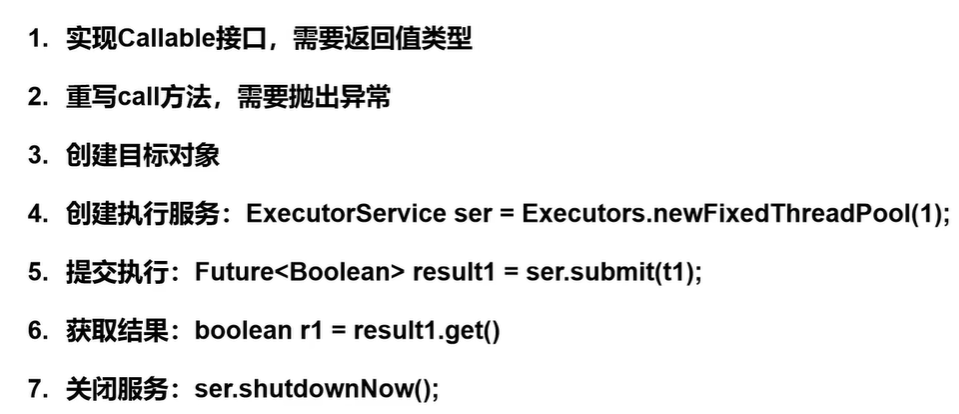 1. 实现Callable接口，需要返回值类型
2. 重写call方法，需要抛出异常
3. 创建目标对象
4. 创建执行服务：ExecutorService ser = Executors.newFixedThreadPool(1);
5. 提交执行：Future<Boolean> result1 = ser.submit(t1);
6. 获取结果：boolean r1 = result1.get()
7. 关闭服务：ser.shutdownNow();